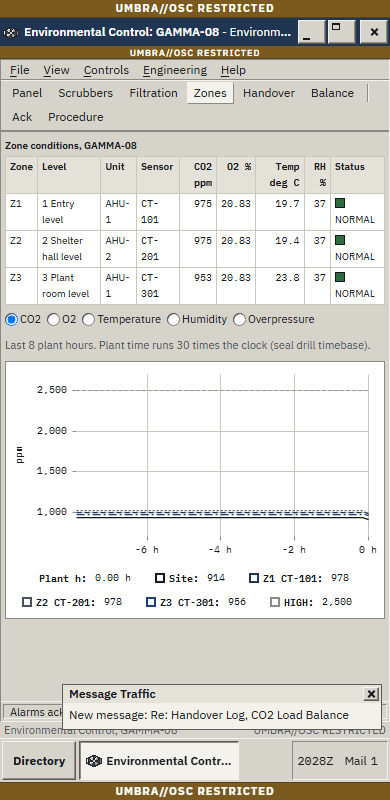 UMBRA//OSC RESTRICTED
Environmental Control: GAMMA-08 - Environm...
UMBRA//OSC RESTRICTED
File View Controls Engineering Help
Panel Scrubbers Filtration Zones Handover Balance
Ack Procedure
Zone conditions, GAMMA-08
Zone Level Unit Sensor CO2 O2 % Temp RH Status
ppm deg C %
Z1 1 Entry AHU- CT- 975 20.83 19.7 37
level 1 101 NORMAL
Z2 2 Shelter AHU- CT- 975 20.83 19.4 37
hall level 2 201 NORMAL
Z3 3 Plant AHU- CT- 953 20.83 23.8 37
room level 1 301 NORMAL
CO2 O2 Temperature Humidity Overpressure
Last 8 plant hours. Plant time runs 30 times the clock (seal drill timebase).
2,500
2,000
ppm
1,500
1,000
-6 h -4 h -2 h 0 h
Plant h: 0.00 h Site: 914 Z1 CT-101: 978
Z2 CT-201: 978 Z3 CT-301: 956 HIGH: 2,500
Message Traffic
Alarms ack
New message: Re: Handover Log, CO2 Load Balance
Environmental Control, GAMMA-08 UMBRA//OSC RESTRICTED
Directory Environmental Contr... 2028Z Mail 1
UMBRA//OSC RESTRICTED